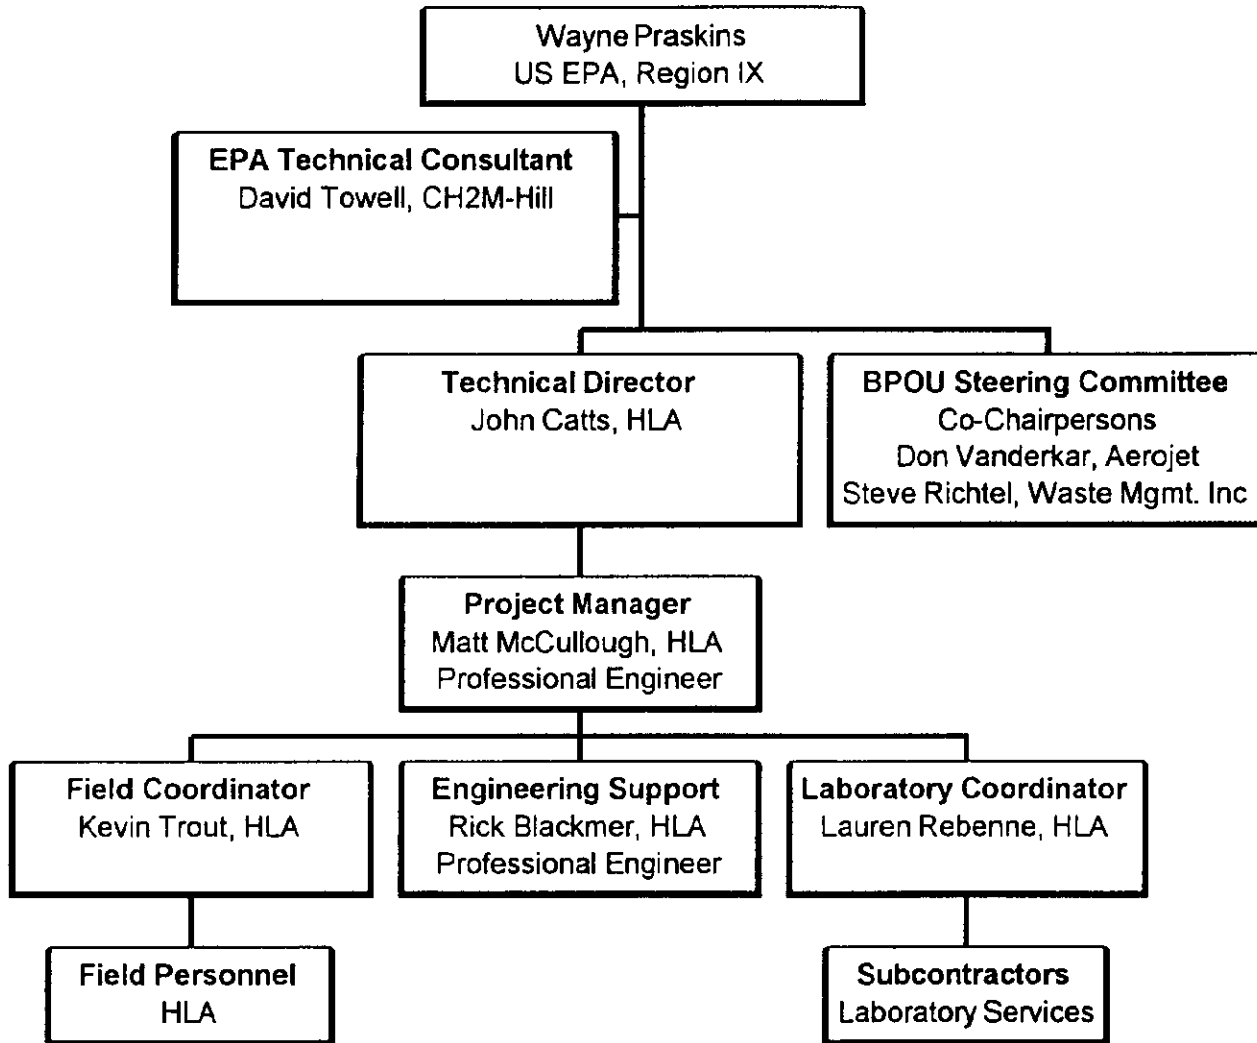 Wayne Praskins
US EPA, Region IX
EPA Technical Consultant
David Towell, CH2M-Hill
Technical Director
John Catts, HLA
BPOU Steering Committee
Co-Chairpersons
Don Vanderkar, Aerojet
Steve Richtel, Waste Mgmt. Inc
Project Manager
Matt McCullough, HLA
Professional Engineer
Field Coordinator
Kevin Trout, HLA
Engineering Support
Rick Blackmer, HLA
Professional Engineer
Laboratory Coordinator
Lauren Rebenne, HLA
Field Personnel
HLA
Subcontractors
Laboratory Services